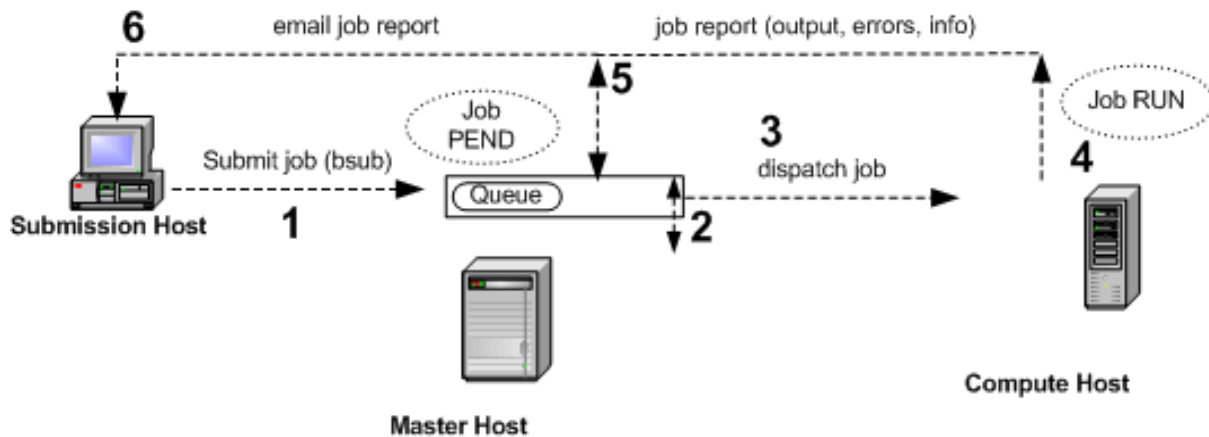 6
email job report
job report (output, errors, info)
5
Job
PEND
Job RUN
3
4
Submit job (bsub)
dispatch job
Queue
1
2
Submission Host
Master Host
Compute Host